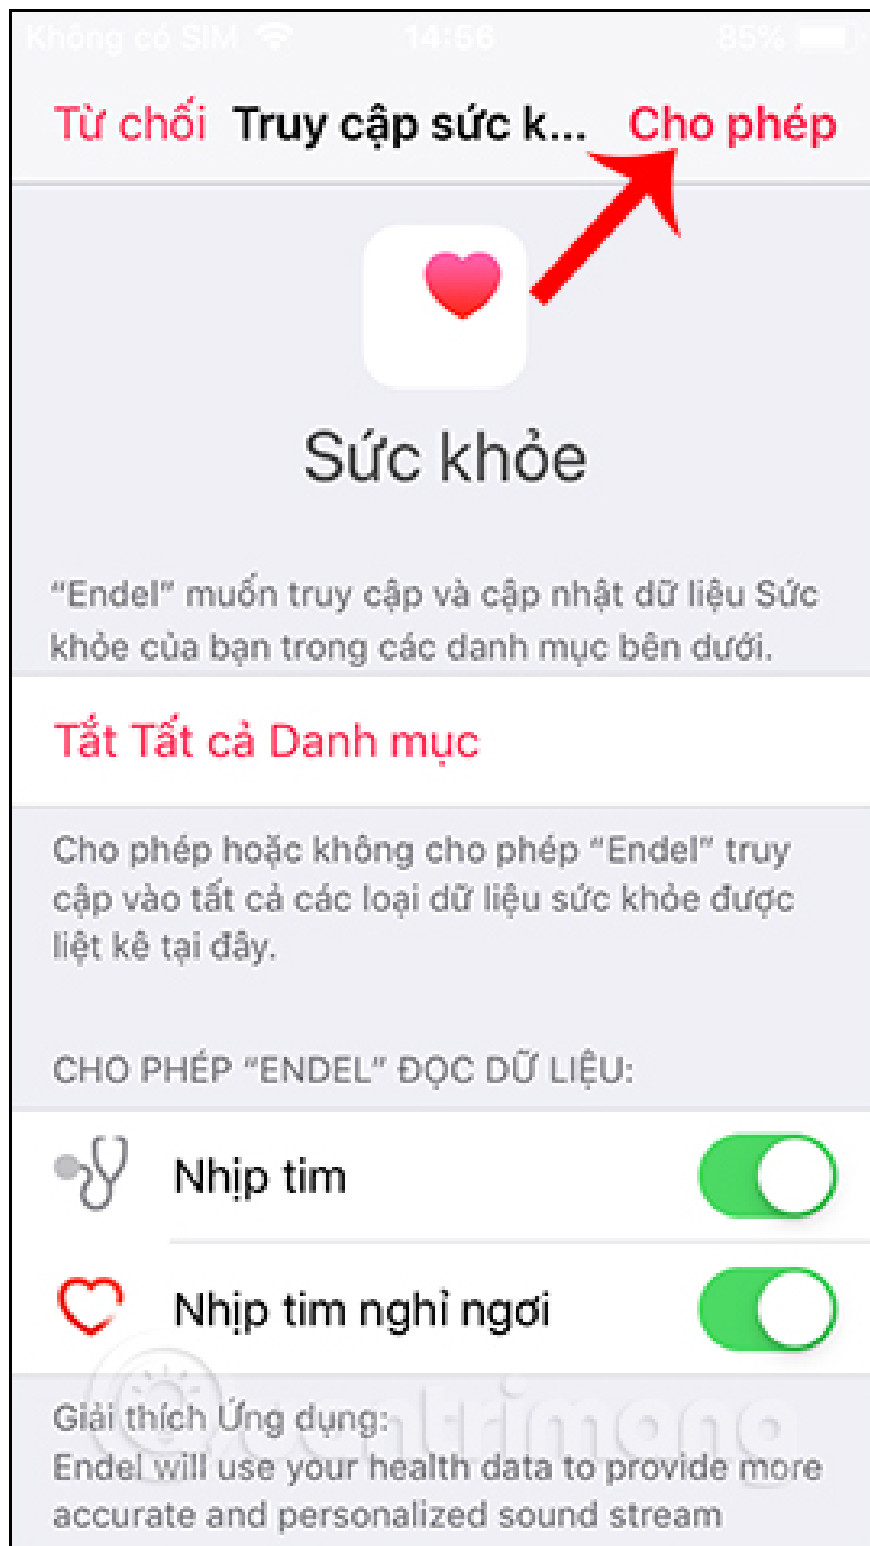 Không có SIM 14:56 85%
Từ chối Truy cập sức k... Cho phép
Sức khỏe
“Endel” muốn truy cập và cập nhật dữ liệu Sức
khỏe của bạn trong các danh mục bên dưới.
Tắt Tất cả Danh mục
Cho phép hoặc không cho phép “Endel” truy
cập vào tất cả các loại dữ liệu sức khỏe được
liệt kê tại đây.
CHO PHÉP “ENDEL” ĐỌC DỮ LIỆU:
Nhịp tim
Nhịp tim nghỉ ngơi
Giải thích Ứng dụng:
uantrimang
Endel will use your health data to provide more
accurate and personalized sound stream